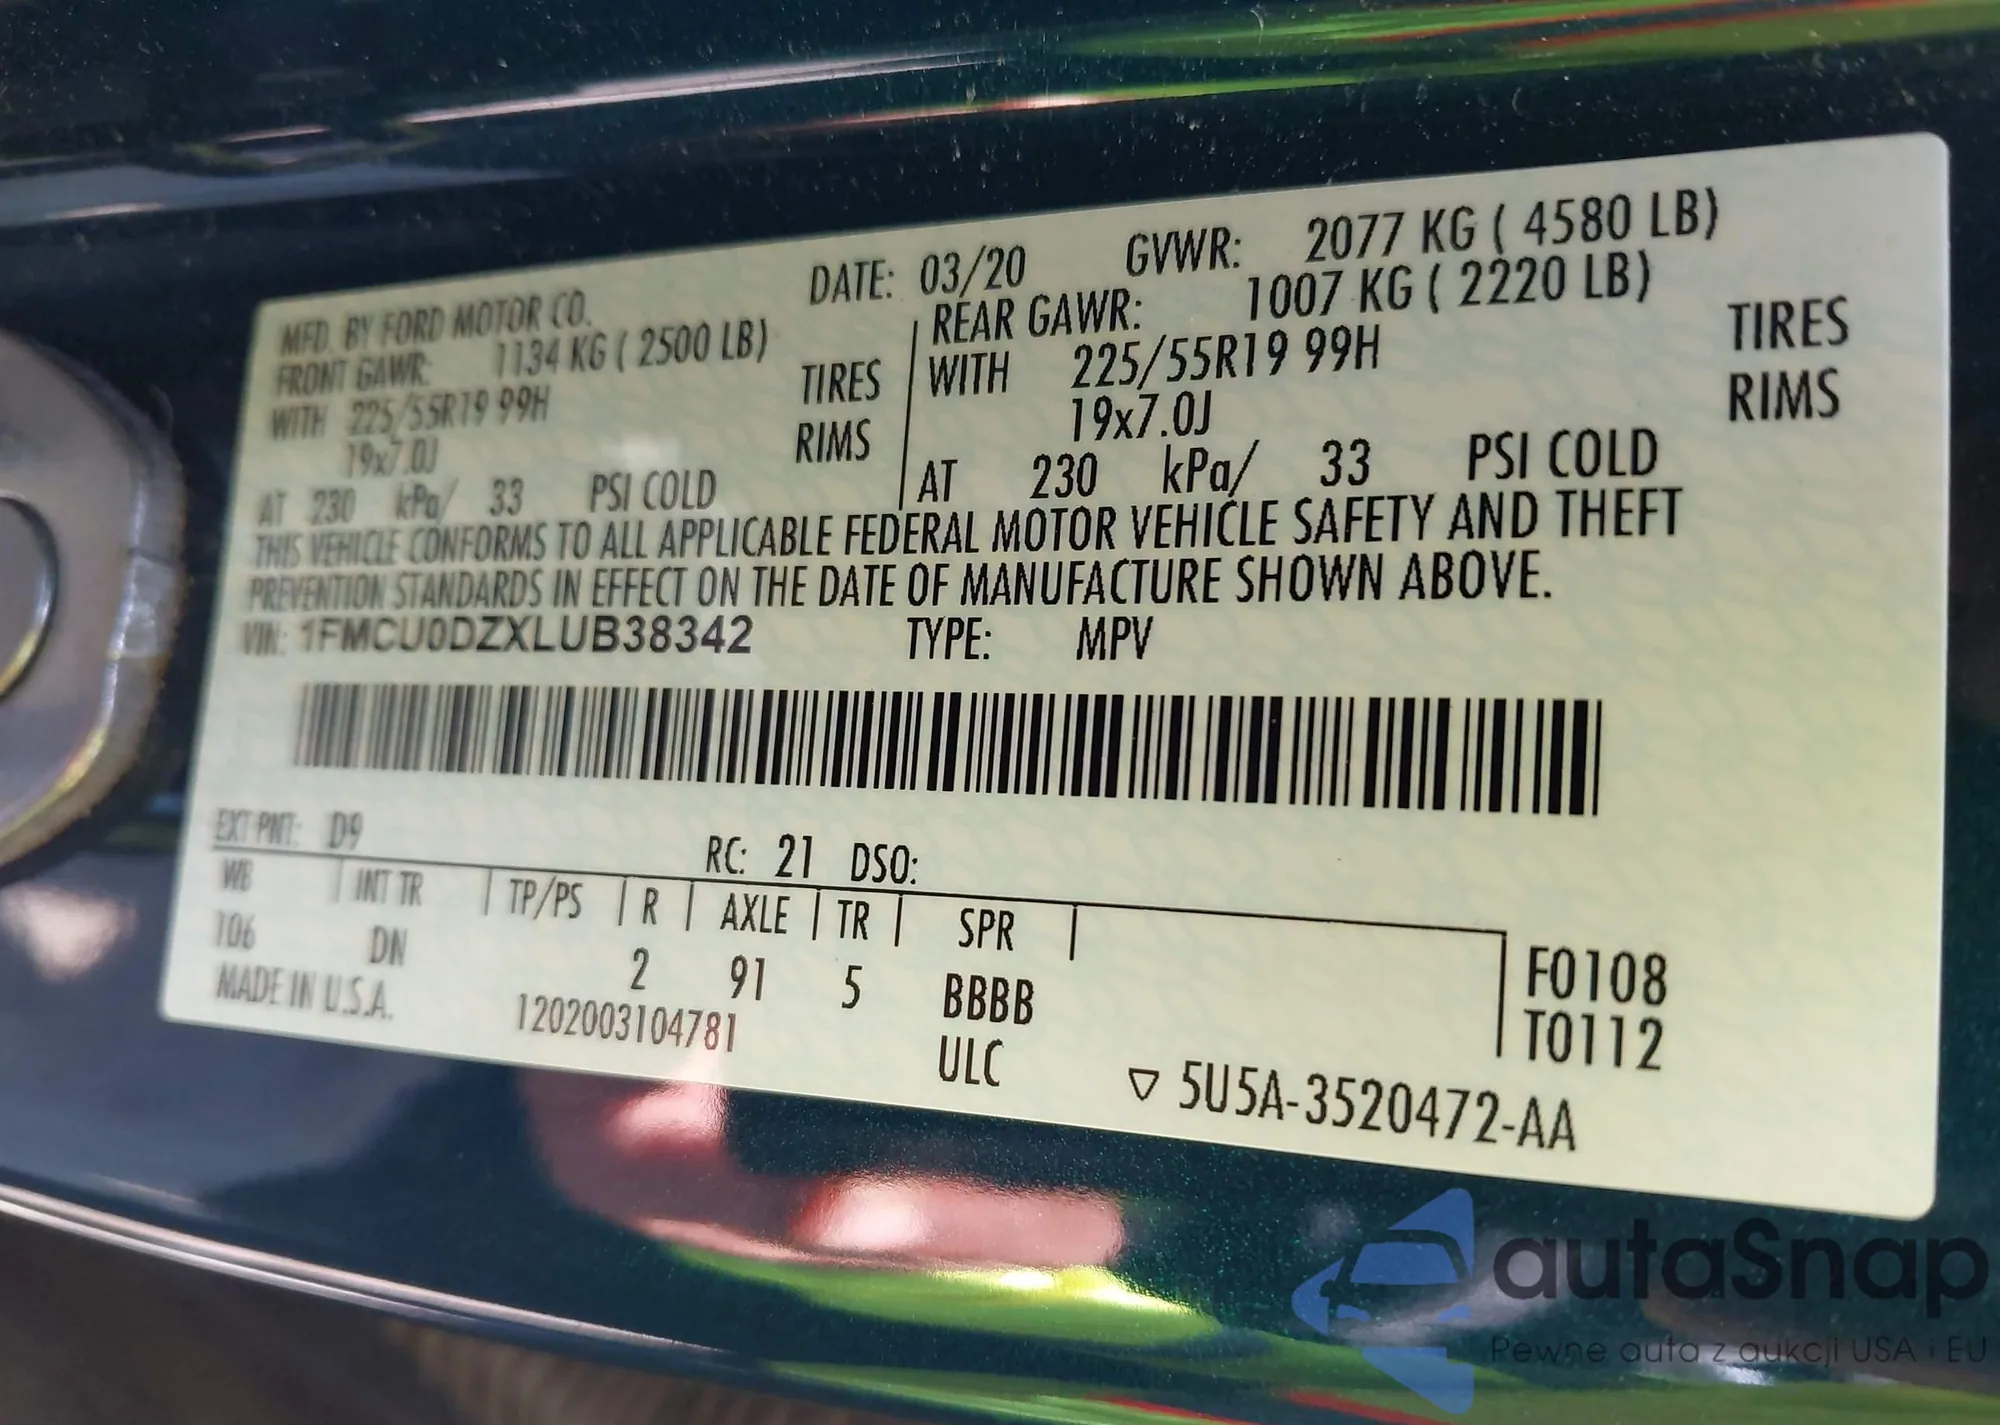 MFD. BY FORD MOTOR CO. DATE: 03/20 GVWR: 2077 KG ( 4580 LB)
FRONT GAWR: 1134 KG ( 2500 LB) REAR GAWR: 1007 KG ( 2220 LB)
WITH 225/55R19 99H TIRES WITH 225/55R19 99H TIRES
19x7.0J RIMS 19x7.0J RIMS
AT 230 kPa/ 33 PSI COLD AT 230 kPa/ 33 PSI COLD
THIS VEHICLE CONFORMS TO ALL APPLICABLE FEDERAL MOTOR VEHICLE SAFETY AND THEFT
PREVENTION STANDARDS IN EFFECT ON THE DATE OF MANUFACTURE SHOWN ABOVE.
VIN: 1FMCU0DZXLUB38342 TYPE: MPV
EXT PNT: D9 RC: 21 DSO:
WB INT TR TP/PS R AXLE TR SPR
106 DN 2 91 5 BBBB
F0108
T0112
MADE IN U.S.A. 1202003104781 ULC
▽ 5U5A-3520472-AA
autaSnap
Pewne auta z aukcji USA i EU